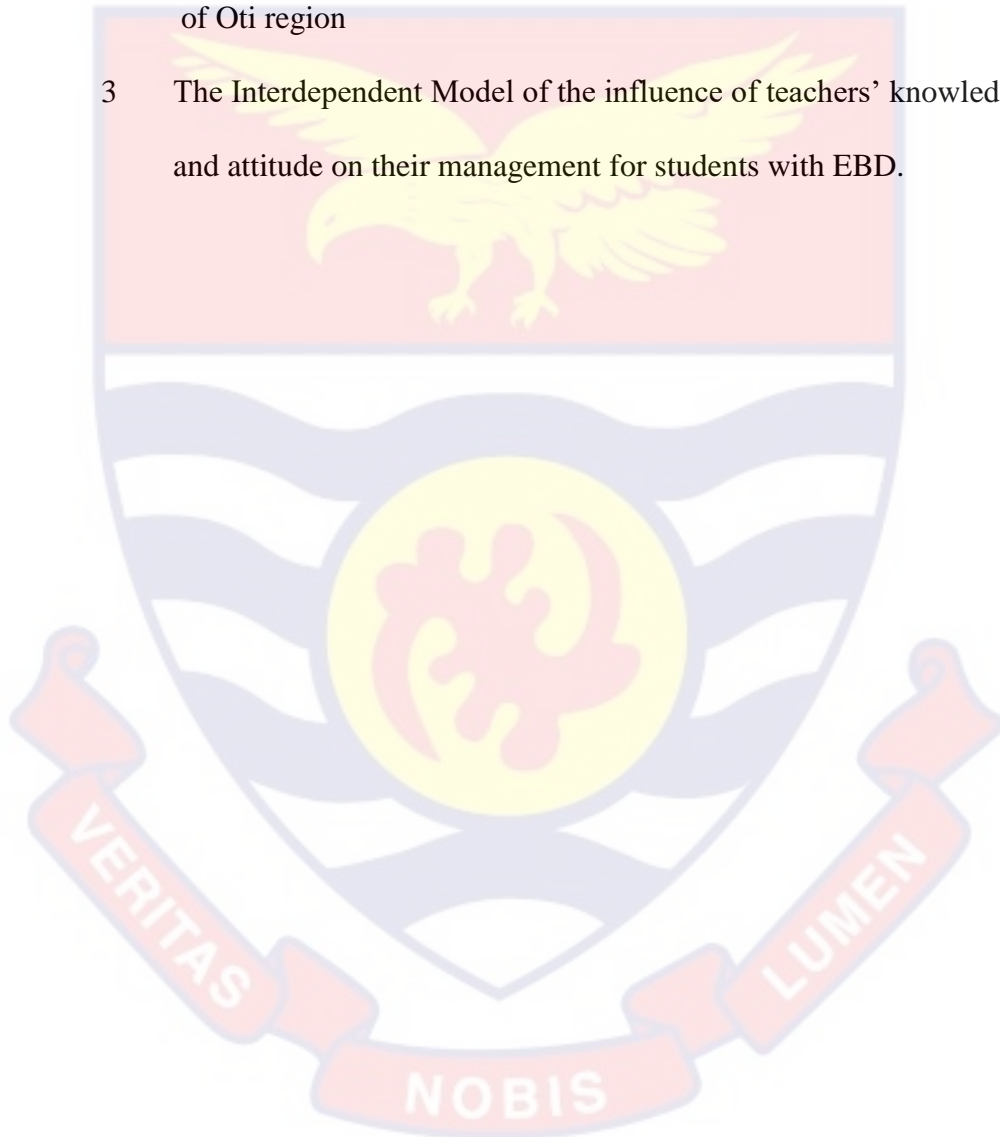 of Oti region
3 The Interdependent Model of the influence of teachers’ knowled
and attitude on their management for students with EBD.
VERITAS
NOBIS
LUMEN